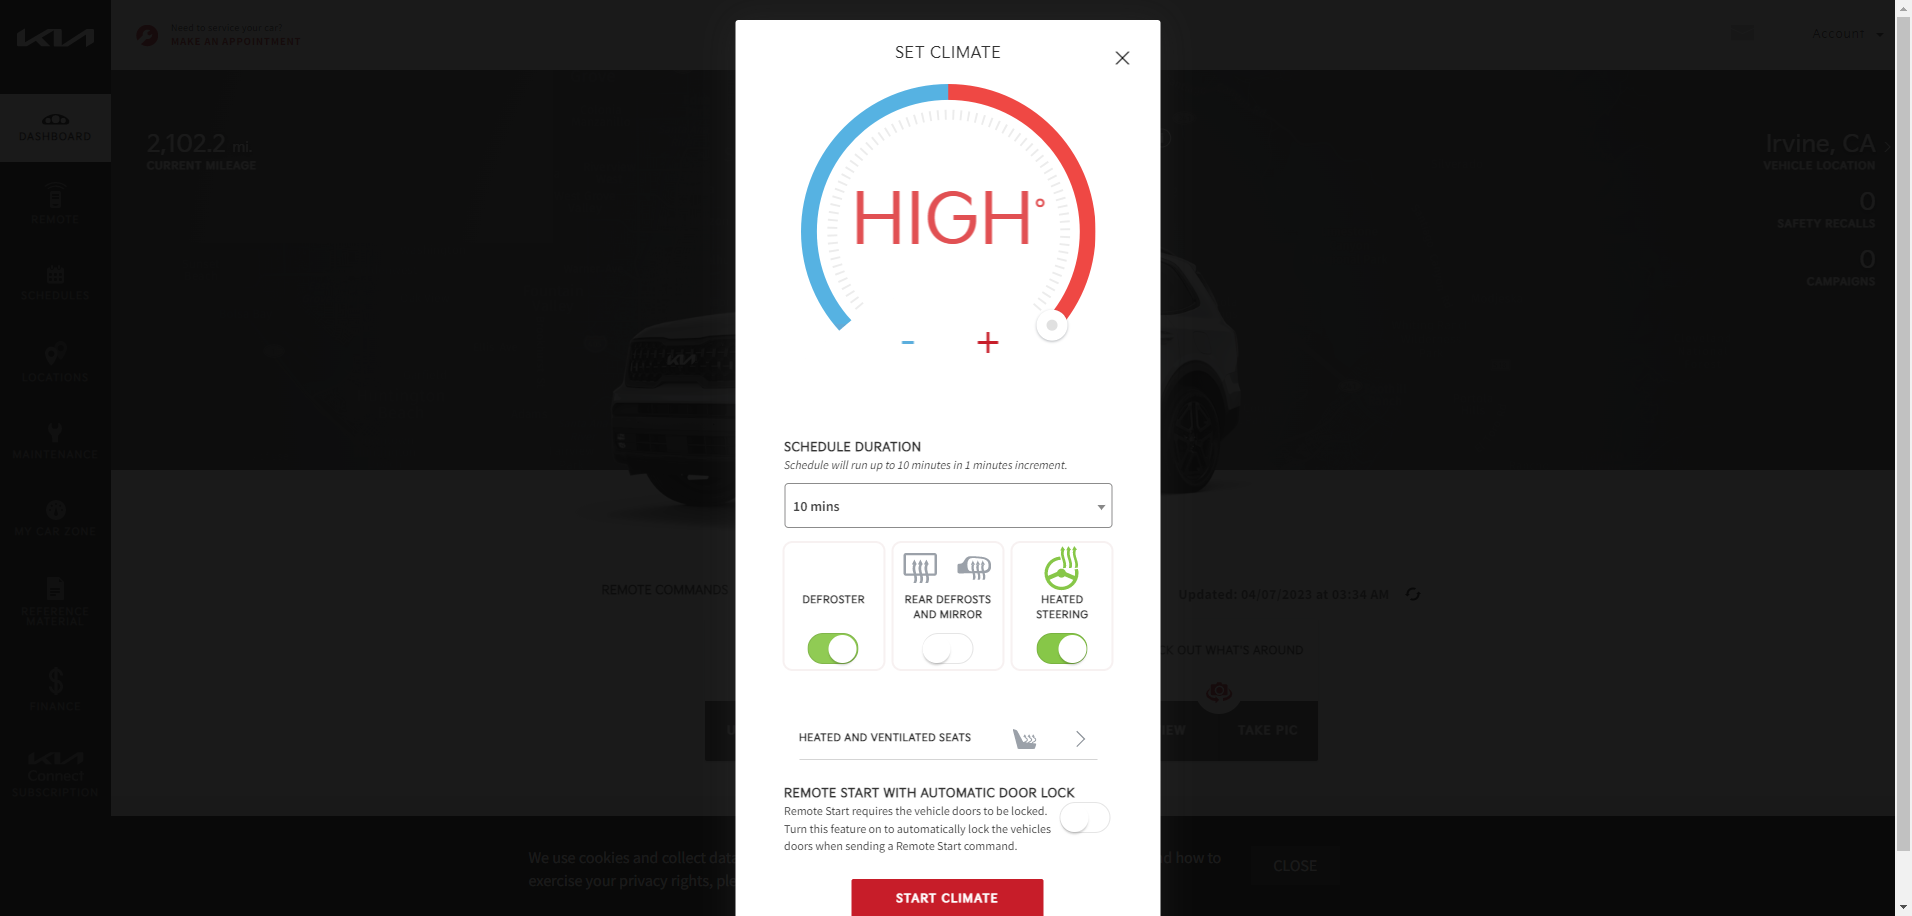 KIA
Need to service your car?
MAKE AN APPOINTMENT
Account
DASHBOARD
REMOTE
SCHEDULES
LOCATIONS
MAINTENANCE
MY CAR ZONE
REFERENCE
MATERIAL
FINANCE
KIA
Connect
SUBSCRIPTION
2,102.2 mi.
CURRENT MILEAGE
Irvine, CA
VEHICLE LOCATION
0
SAFETY RECALLS
0
CAMPAIGNS
SET CLIMATE
HIGH°
- +
SCHEDULE DURATION
Schedule will run up to 10 minutes in 1 minutes increment.
10 mins
DEFROSTER
REAR DEFROSTS
AND MIRROR
HEATED
STEERING
HEATED AND VENTILATED SEATS
REMOTE START WITH AUTOMATIC DOOR LOCK
Remote Start requires the vehicle doors to be locked.
Turn this feature on to automatically lock the vehicles
doors when sending a Remote Start command.
START CLIMATE
REMOTE COMMANDS
Updated: 04/07/2023 at 03:34 AM
OUT WHAT'S AROUND
TAKE PIC
We use cookies and collect
and how to
exercise your privacy rights,
CLOSE